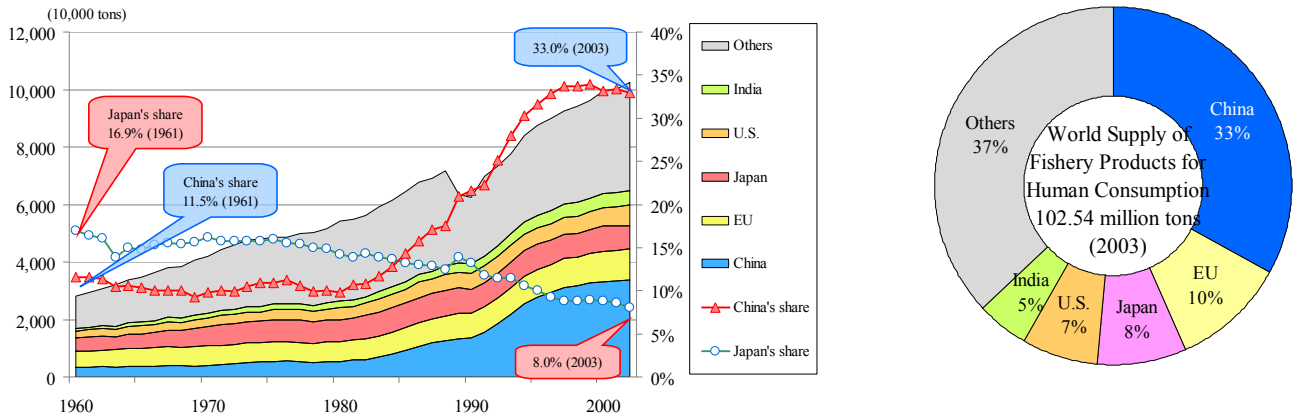 (10,000 tons)
12,000
10,000
8,000
6,000
4,000
2,000
0
40%
35%
30%
25%
20%
15%
10%
5%
0%
1960
1970
1980
1990
2000
Japan's share
16.9% (1961)
China's share
11.5% (1961)
33.0% (2003)
8.0% (2003)
Others
India
U.S.
Japan
EU
China
China's share
Japan's share
World Supply of
Fishery Products for
Human Consumption
102.54 million tons
(2003)
China
33%
EU
10%
Japan
8%
U.S.
7%
India
5%
Others
37%